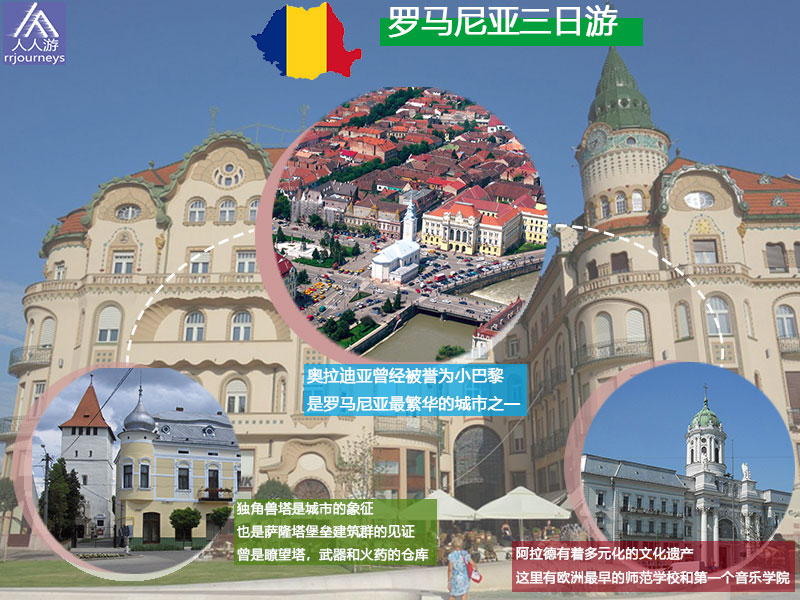 人人游
rrjourneys
罗马尼亚三日游
奥拉迪亚曾经被誉为小巴黎
是罗马尼亚最繁华的城市之一
独角兽塔是城市的象征
也是萨隆塔堡垒建筑群的见证
曾是瞭望塔，武器和火药的仓库
阿拉德有着多元化的文化遗产
这里有欧洲最早的师范学校和第一个音乐学院